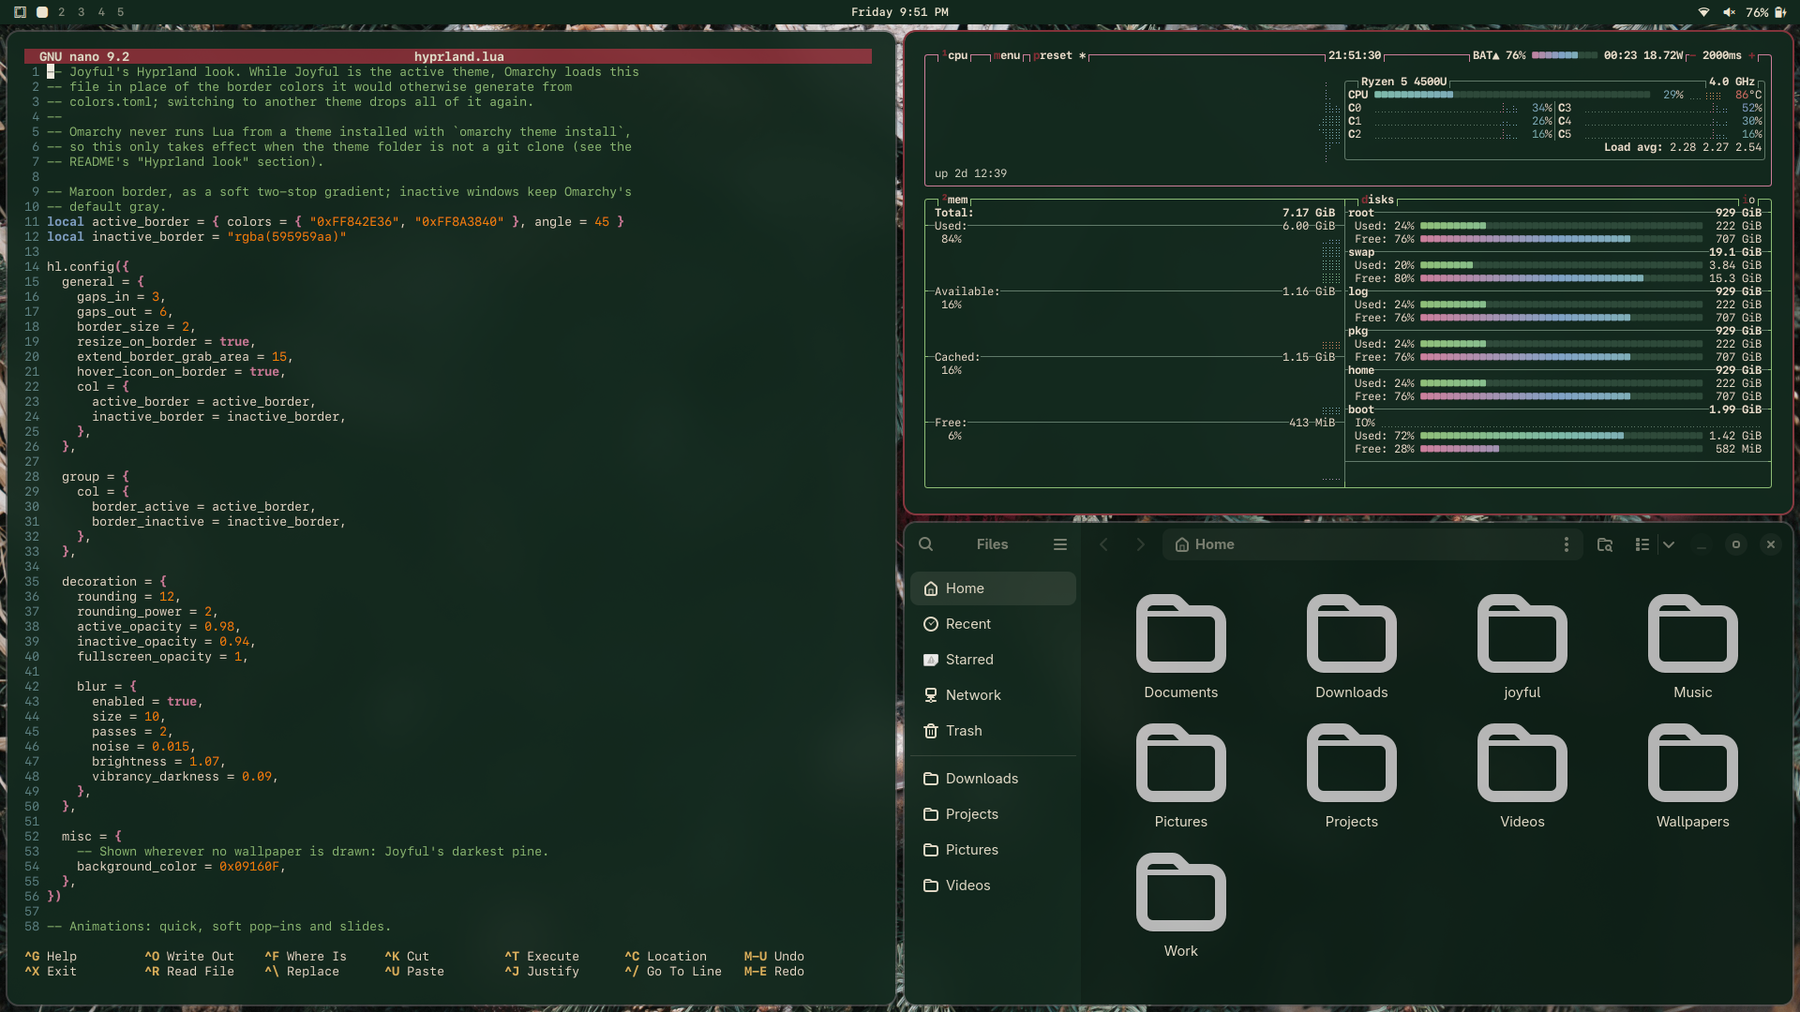 2 3 4 5
Friday 9:51 PM
76%
GNU nano 9.2 hyprland.lua
1 -- Joyful's Hyprland look. While Joyful is the active theme, Omarchy loads this
2 -- file in place of the border colors it would otherwise generate from
3 -- colors.toml; switching to another theme drops all of it again.
4 --
5 -- Omarchy never runs Lua from a theme installed with `omarchy theme install`,
6 -- so this only takes effect when the theme folder is not a git clone (see the
7 -- README's "Hyprland look" section).
8
9 -- Maroon border, as a soft two-stop gradient; inactive windows keep Omarchy's
10 -- default gray.
11 local active_border = { colors = { "0xFF842E36", "0xFF8A3840" }, angle = 45 }
12 local inactive_border = "rgba(595959aa)"
13
14 hl.config({
15   general = {
16     gaps_in = 3,
17     gaps_out = 6,
18     border_size = 2,
19     resize_on_border = true,
20     extend_border_grab_area = 15,
21     hover_icon_on_border = true,
22     col = {
23       active_border = active_border,
24       inactive_border = inactive_border,
25     },
26   },
27
28   group = {
29     col = {
30       border_active = active_border,
31       border_inactive = inactive_border,
32     },
33   },
34
35   decoration = {
36     rounding = 12,
37     rounding_power = 2,
38     active_opacity = 0.98,
39     inactive_opacity = 0.94,
40     fullscreen_opacity = 1,
41
42     blur = {
43       enabled = true,
44       size = 10,
45       passes = 2,
46       noise = 0.015,
47       brightness = 1.07,
48       vibrancy_darkness = 0.09,
49     },
50   },
51
52   misc = {
53     -- Shown wherever no wallpaper is drawn: Joyful's darkest pine.
54     background_color = 0x09160F,
55   },
56 })
57
58 -- Animations: quick, soft pop-ins and slides.
^G Help ^O Write Out ^F Where Is ^K Cut ^T Execute ^C Location M-U Undo
^X Exit ^R Read File ^\ Replace ^U Paste ^J Justify ^/ Go To Line M-E Redo
¹cpu menu preset * 21:51:30 BAT▲ 76% 00:23 18.72W - 2000ms +
Ryzen 5 4500U 4.0 GHz
CPU 29% 86°C
C0 34% C3 52%
C1 26% C4 30%
C2 16% C5 16%
Load avg: 2.28 2.27 2.54
up 2d 12:39
²mem
Total: 7.17 GiB
Used: 6.00 GiB
84%
Available: 1.16 GiB
16%
Cached: 1.15 GiB
16%
Free: 413 MiB
6%
disks io
root 929 GiB
Used: 24% 222 GiB
Free: 76% 707 GiB
swap 19.1 GiB
Used: 20% 3.84 GiB
Free: 80% 15.3 GiB
log 929 GiB
Used: 24% 222 GiB
Free: 76% 707 GiB
pkg 929 GiB
Used: 24% 222 GiB
Free: 76% 707 GiB
home 929 GiB
Used: 24% 222 GiB
Free: 76% 707 GiB
boot 1.99 GiB
IO%
Used: 72% 1.42 GiB
Free: 28% 582 MiB
Files
Home
Home
Recent
Starred
Network
Trash
Downloads
Projects
Pictures
Videos
Documents Downloads joyful Music
Pictures Projects Videos Wallpapers
Work